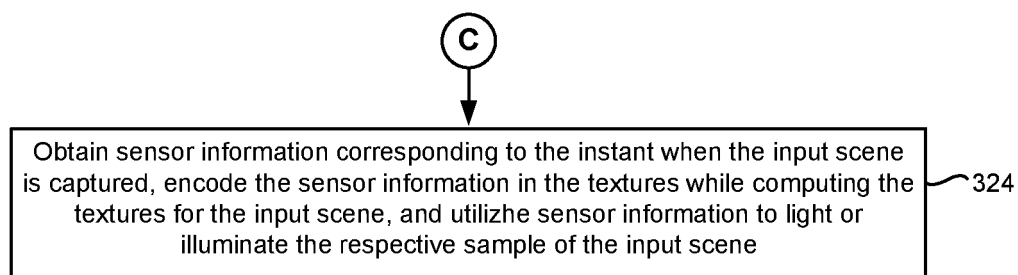 C
Obtain sensor information corresponding to the instant when the input scene
is captured, encode the sensor information in the textures while computing the
textures for the input scene, and utilizhe sensor information to light or
illuminate the respective sample of the input scene
324